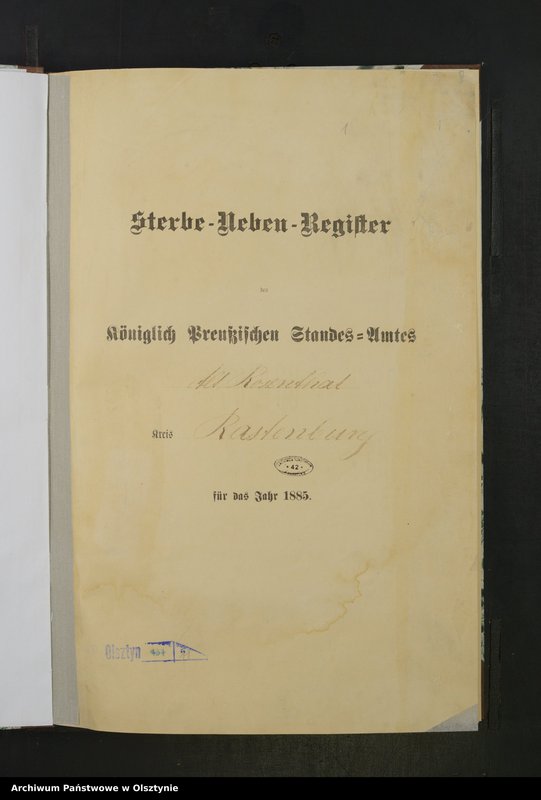 1
Sterbe-Neben-Register
des
Königlich Preußischen Standes-Amtes
Alt Rosenthal
Kreis Rastenburg
42
für das Jahr 1885.
Olsztyn
Archiwum Państwowe w Olsztynie